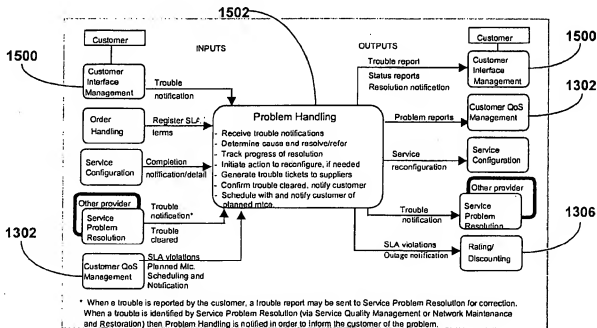 1502
Customer
INPUTS
OUTPUTS
Customer
1500
Customer
Interface
Management
Trouble
notification
Trouble report
Status reports
Resolution notification
Customer
Interface
Management
1500
Order
Handling
Register SLA
terms
Problem Handling
- Receive trouble notifications
- Determine cause and resolve/refer
- Track progress of resolution
- Initiate action to reconfigure, if needed
- Generate trouble tickets to suppliers
- Confirm trouble cleared, notify customer
- Schedule with and notify customer of
planned mtce.
Problem reports
Customer QoS
Management
1302
Service
Configuration
Completion
notification/detail
Service
reconfiguration
Service
Configuration
Other provider
Service
Problem
Resolution
Trouble
notification*
Trouble
cleared
Trouble
notification
Other provider
Service
Problem
Resolution
1302
Customer QoS
Management
SLA violations
Planned Mtc.
Scheduling and
Notification
SLA violations
Outage notification
Rating/
Discounting
1306
* When a trouble is reported by the customer, a trouble report may be sent to Service Problem Resolution for correction.
When a trouble is identified by Service Problem Resolution (via Service Quality Management or Network Maintenance
and Restoration) then Problem Handling is notified in order to inform the customer of the problem.